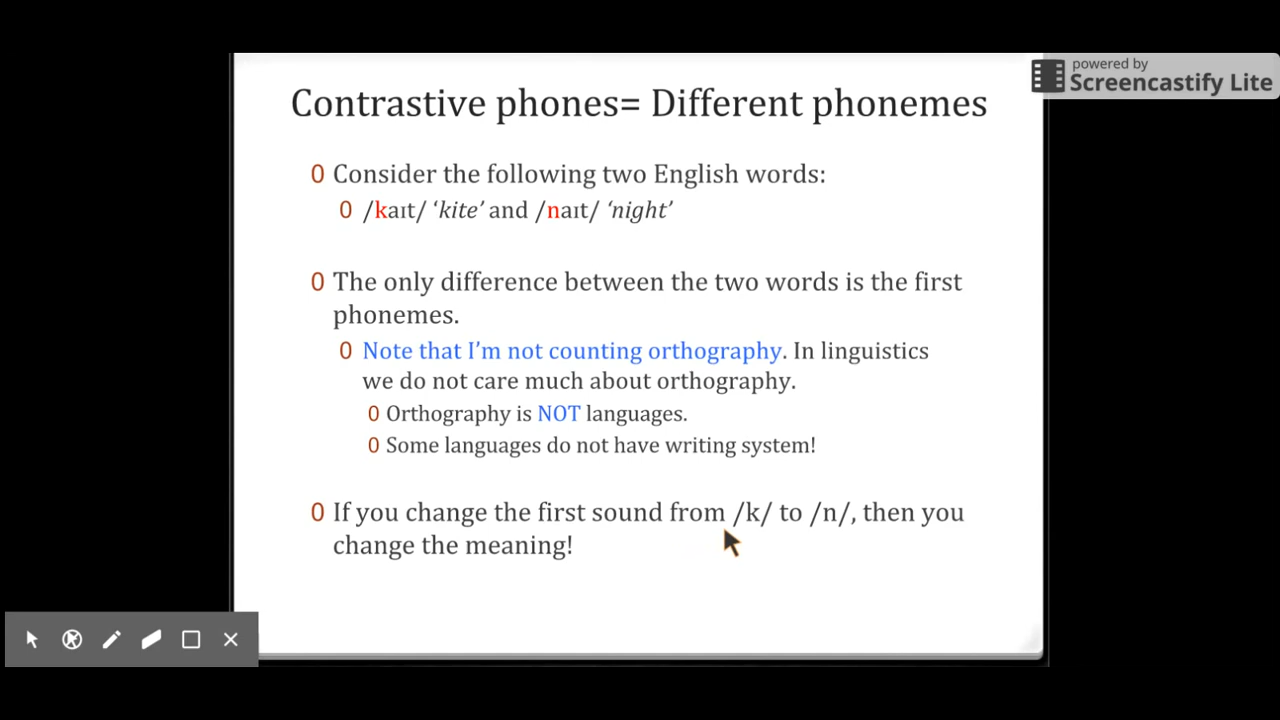 powered by
Screencastify Lite
Contrastive phones= Different phonemes
0 Consider the following two English words:
0 /kaɪt/ ‘kite’ and /naɪt/ ‘night’
0 The only difference between the two words is the first
phonemes.
0 Note that I’m not counting orthography. In linguistics
we do not care much about orthography.
0 Orthography is NOT languages.
0 Some languages do not have writing system!
0 If you change the first sound from /k/ to /n/, then you
change the meaning!